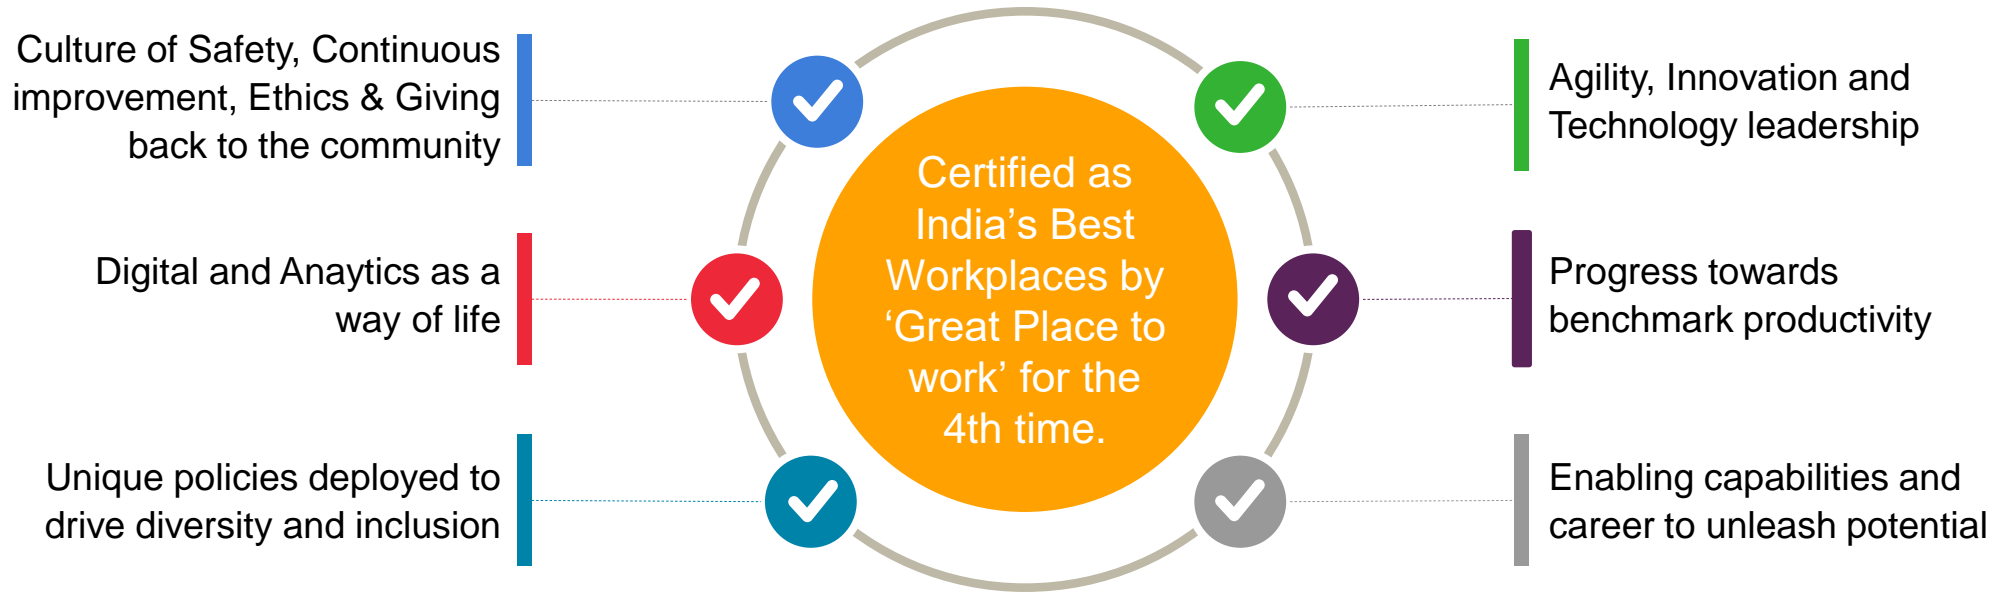 Culture of Safety, Continuous
improvement, Ethics & Giving
back to the community
Digital and Anaytics as a
way of life
Unique policies deployed to
drive diversity and inclusion
Certified as
India’s Best
Workplaces by
‘Great Place to
work’ for the
4th time.
Agility, Innovation and
Technology leadership
Progress towards
benchmark productivity
Enabling capabilities and
career to unleash potential